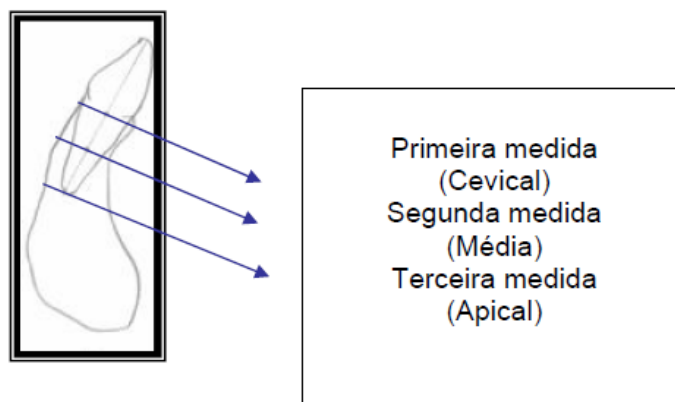 Primeira medida
(Cevical)
Segunda medida
(Média)
Terceira medida
(Apical)